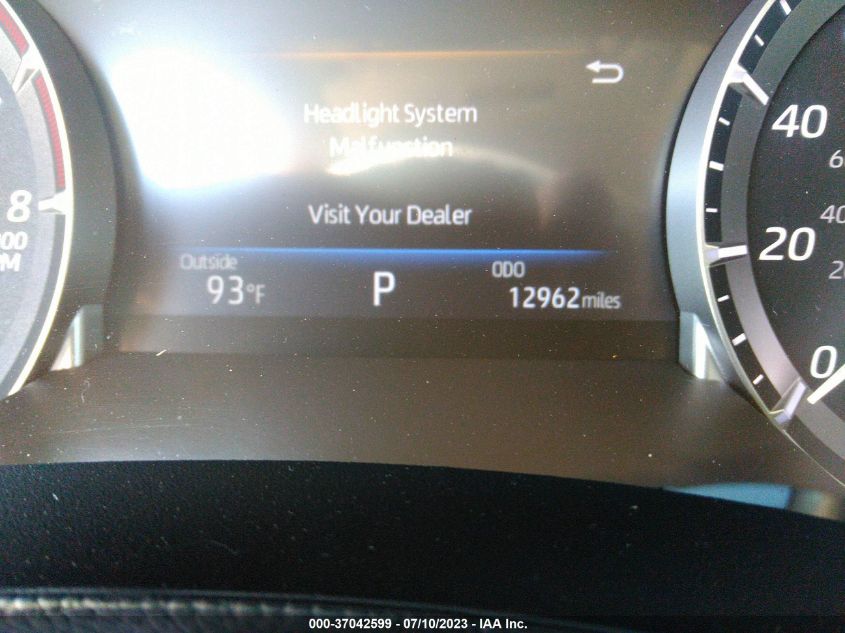 Headlight System
Malfunction
Visit Your Dealer
Outside
93°F
P
ODO
12962 miles
8
40
20
0
40
000-37042599 - 07/10/2023 - IAA Inc.